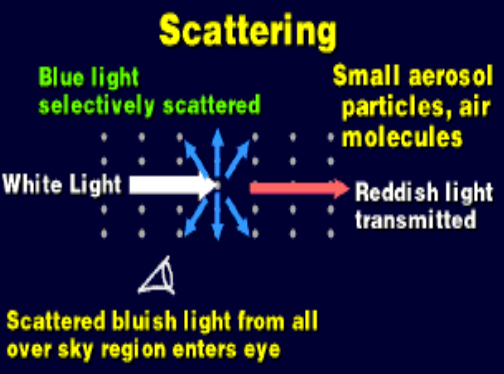 Scattering
Blue light
selectively scattered
Small aerosol
particles, air
molecules
White Light
Reddish light
transmitted
Scattered bluish light from all
over sky region enters eye